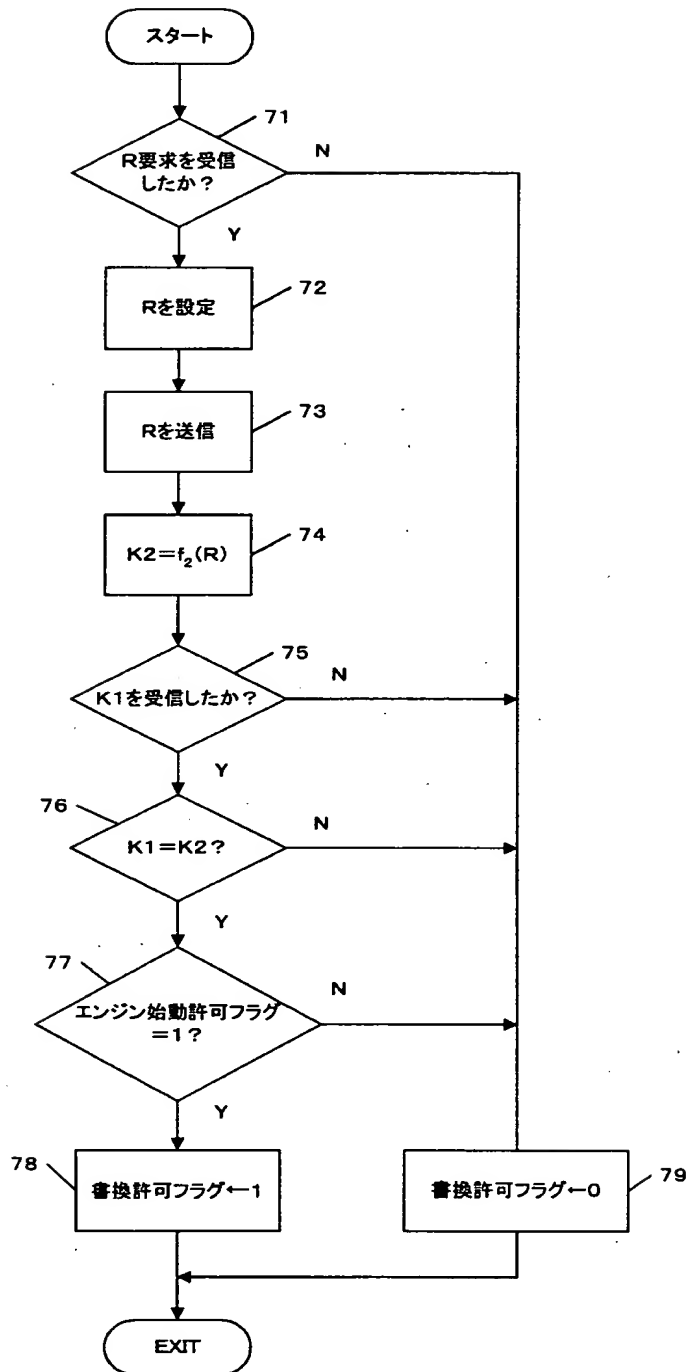 スタート
71
R要求を受信
したか？
N
Y
72
Rを設定
73
Rを送信
74
K2＝f₂(R)
75
K1を受信したか？
N
Y
76
K1＝K2？
N
Y
77
エンジン始動許可フラグ
＝1？
N
Y
78
書換許可フラグ←1
書換許可フラグ←0
79
EXIT